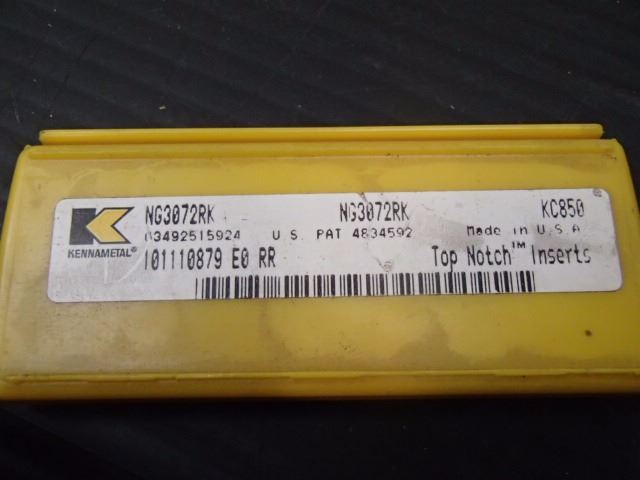 NG3072RK NG3072RK KC850
03492515924 U.S. PAT 4834592 Made in U.S.A
KENNAMETAL®
101110879 E0 RR Top Notch™ Inserts